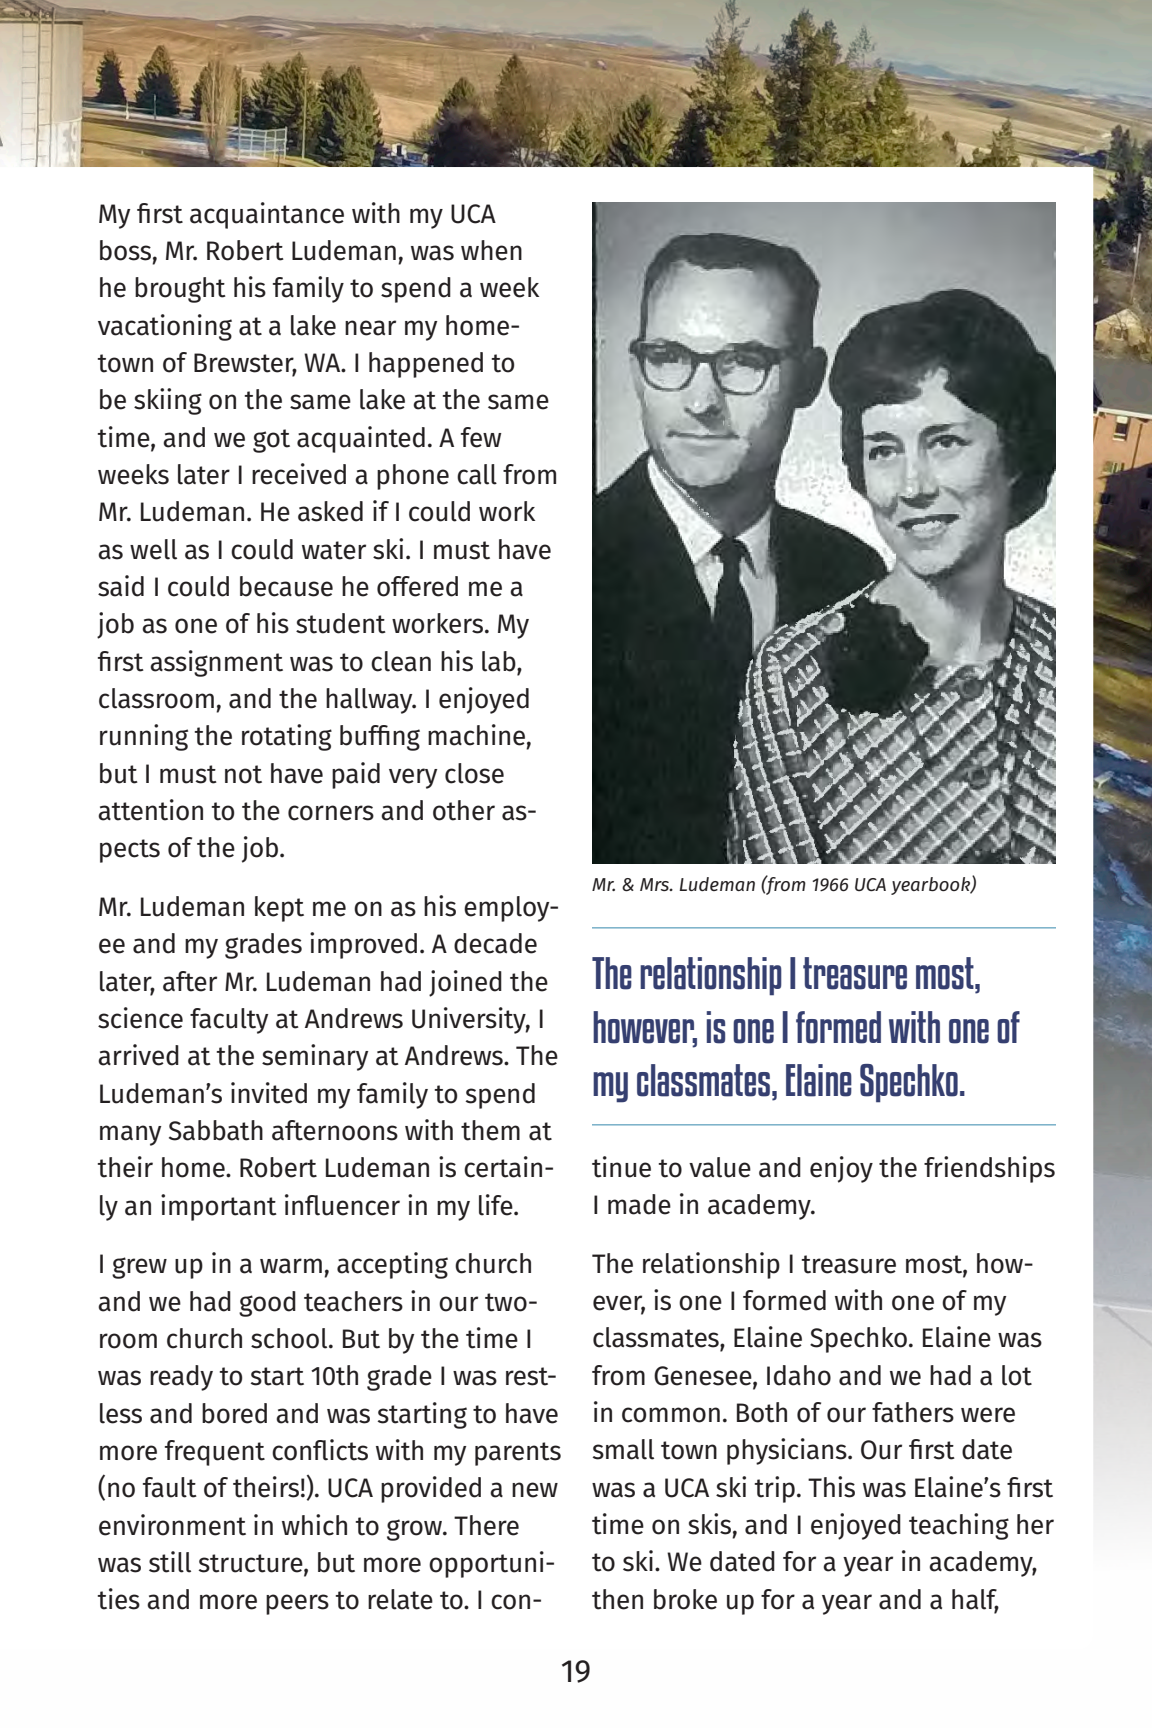 My first acquaintance with my UCA
boss, Mr. Robert Ludeman, was when
he brought his family to spend a week
vacationing at a lake near my home-
town of Brewster, WA. I happened to
be skiing on the same lake at the same
time, and we got acquainted. A few
weeks later I received a phone call from
Mr. Ludeman. He asked if I could work
as well as I could water ski. I must have
said I could because he offered me a
job as one of his student workers. My
first assignment was to clean his lab,
classroom, and the hallway. I enjoyed
running the rotating buffing machine,
but I must not have paid very close
attention to the corners and other as-
pects of the job.
Mr. Ludeman kept me on as his employ-
ee and my grades improved. A decade
later, after Mr. Ludeman had joined the
science faculty at Andrews University, I
arrived at the seminary at Andrews. The
Ludeman's invited my family to spend
many Sabbath afternoons with them at
their home. Robert Ludeman is certain-
ly an important influencer in my life.
I grew up in a warm, accepting church
and we had good teachers in our two-
room church school. But by the time I
was ready to start 10th grade I was rest-
less and bored and was starting to have
more frequent conflicts with my parents
(no fault of theirs!). UCA provided a new
environment in which to grow. There
was still structure, but more opportuni-
ties and more peers to relate to. I con-
Mr. & Mrs. Ludeman (from 1966 UCA yearbook)
The relationship I treasure most,
however, is one I formed with one of
my classmates, Elaine Spechko.
tinue to value and enjoy the friendships
I made in academy.
The relationship I treasure most, how-
ever, is one I formed with one of my
classmates, Elaine Spechko. Elaine was
from Genesee, Idaho and we had a lot
in common. Both of our fathers were
small town physicians. Our first date
was a UCA ski trip. This was Elaine's first
time on skis, and I enjoyed teaching her
to ski. We dated for a year in academy,
then broke up for a year and a half,
19